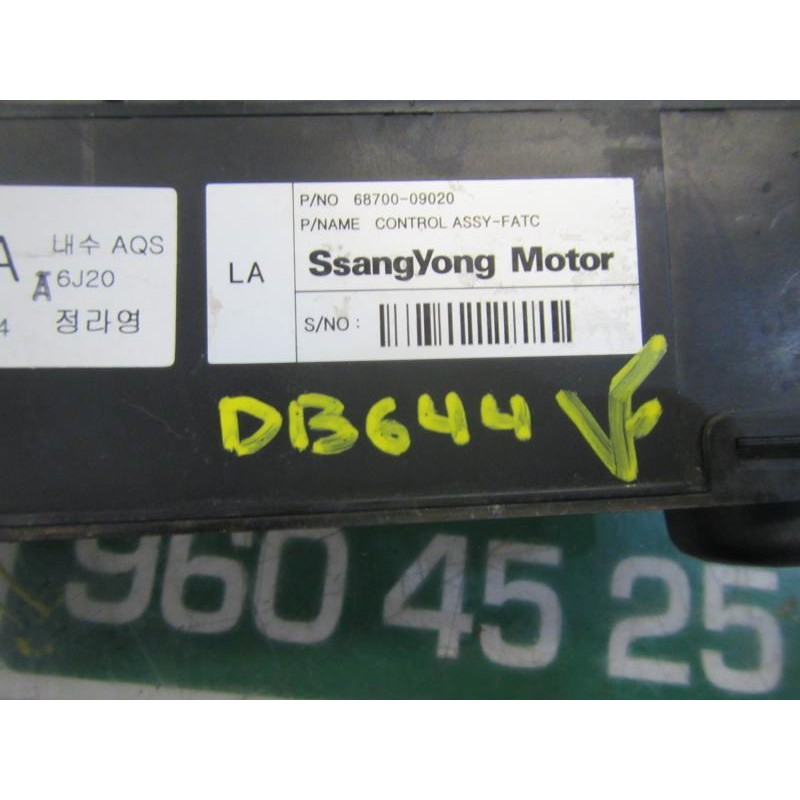 A 내수 AQS
A 6J20
4 정라영
LA
P/NO 68700-09020
P/NAME CONTROL ASSY-FATC
SsangYong Motor
S/NO :
DB644 VF
960 45 25